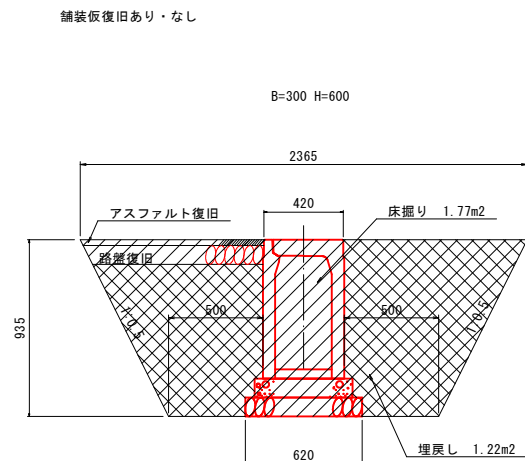 舗装仮復旧あり・なし
B=300 H=600
2365
アスファルト復旧
420
床掘り 1.77m2
路盤復旧
935
1:0.5
500
500
1:0.5
620
埋戻し 1.22m2